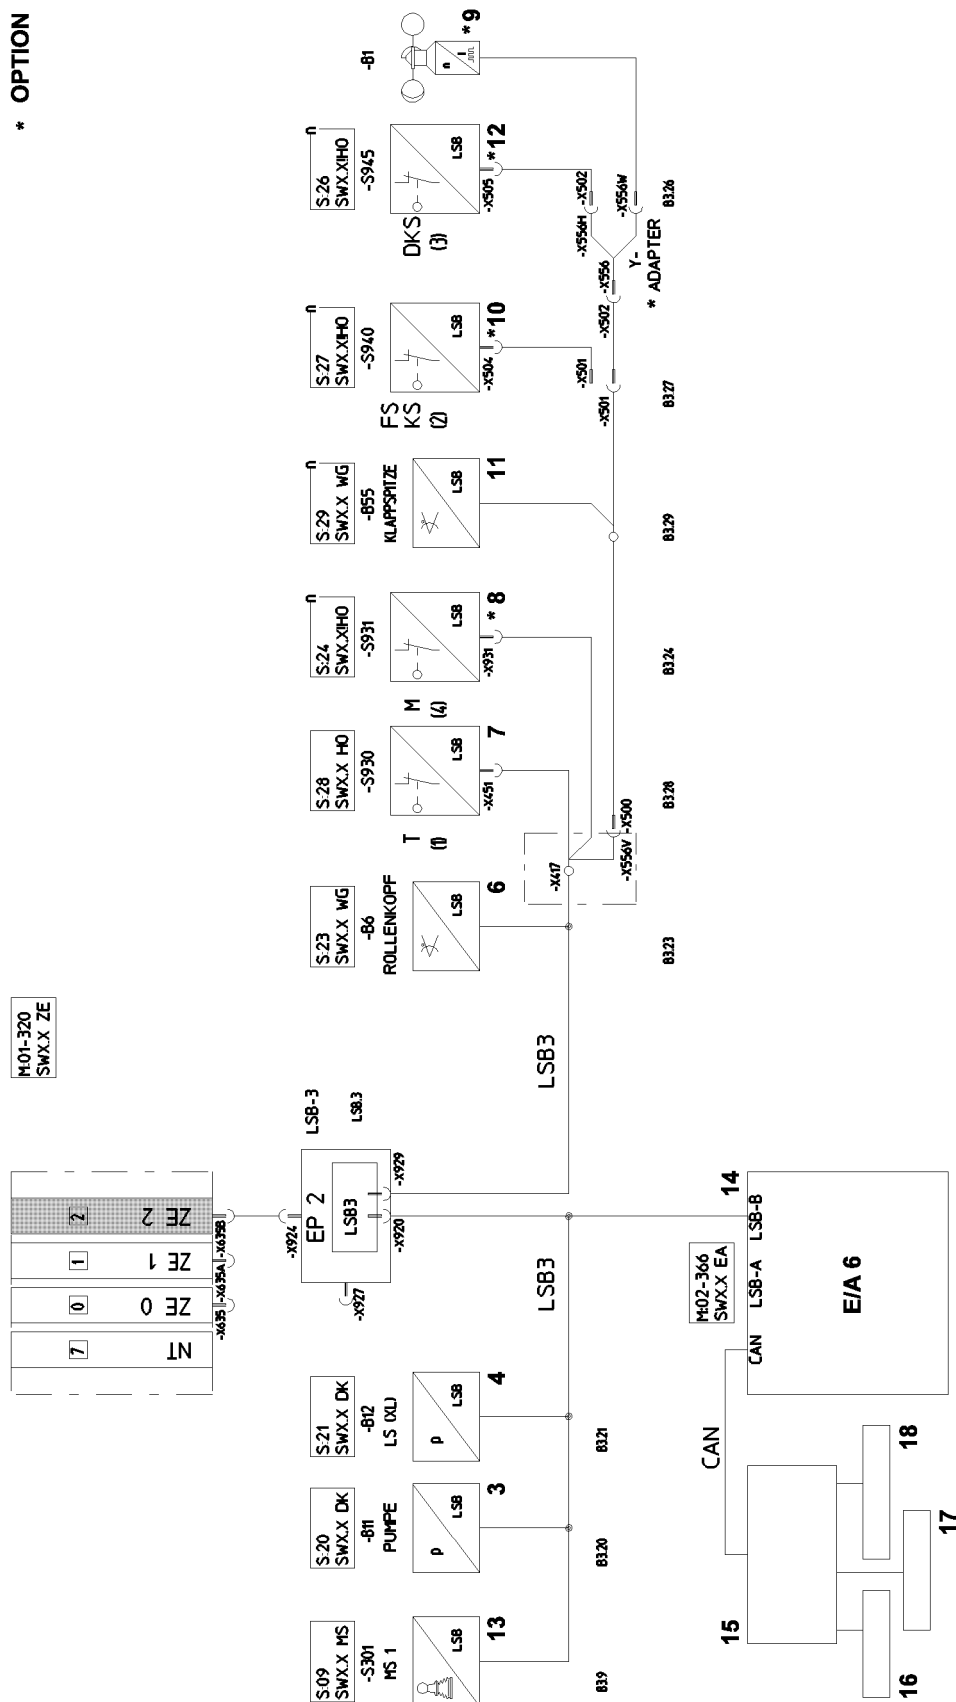 * OPTION
M:01-320
SWX.X ZE
S:09
SWX.X MS
-S301
MS 1
LSB
13
B3.9
S:20
SWX.X DK
-B11
PUMPE
p
LSB
3
B3.20
S:21
SWX.X DK
-B12
LS (XL)
p
LSB
4
B3.21
7
NT
0
ZE 0
-X635
1
ZE 1
-X635A
2
ZE 2
-X635B
-X924
-X927
EP 2
LSB3
-X920
-X929
LSB-3
LSB.3
LSB3
LSB3
S:23
SWX.X WG
-B6
ROLLENKOPF
LSB
6
B3.23
S:28
SWX.X HO
-S930
T
(1)
LSB
-X451
7
B3.28
S:24
n
SWX.X!HO
-S931
M
(4)
LSB
-X931
* 8
B3.24
S:29
n
SWX.X WG
-B55
KLAPPSPITZE
LSB
11
B3.29
S:27
n
SWX.X!HO
-S940
FS
KS
(2)
LSB
-X504
*10
-X501
-X501
B3.27
S:26
n
SWX.X!HO
-S945
DKS
(3)
LSB
-X505
*12
-X502
-X556H
-X556
-X502
-X556W
Y-
* ADAPTER
B3.26
-B1
n
I
* 9
-X417
-X556V
-X500
M:02-366
SWX.X EA
14
CAN
LSB-A
LSB-B
E/A 6
CAN
15
16
17
18